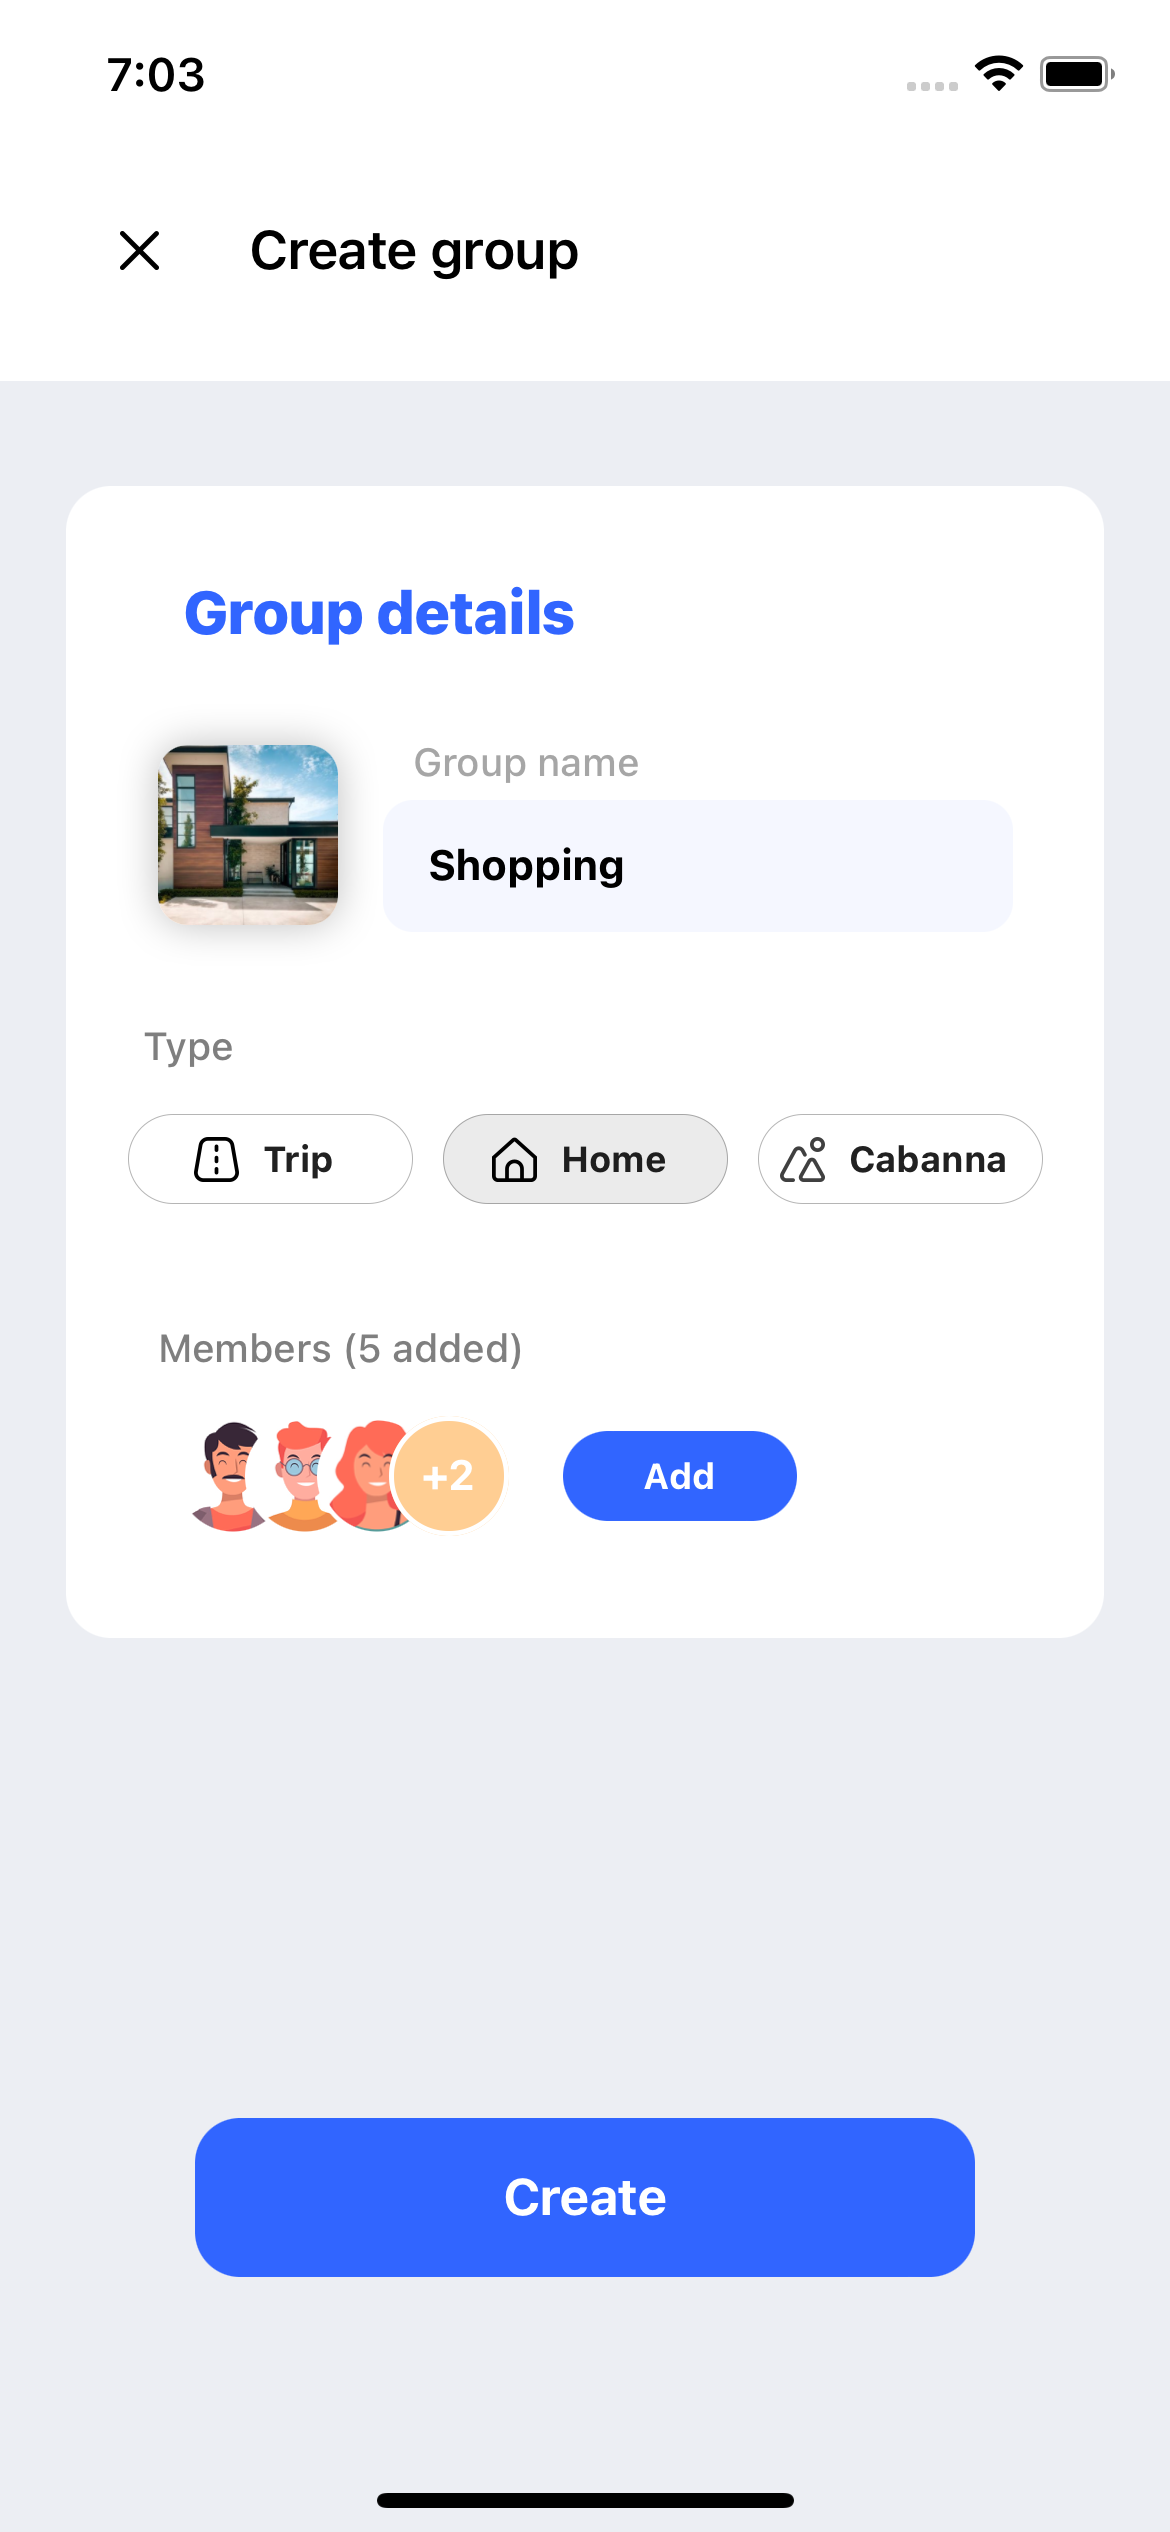 7:03
Create group
Group details
Group name
Shopping
Type
Trip
Home
Cabanna
Members (5 added)
+2
Add
Create